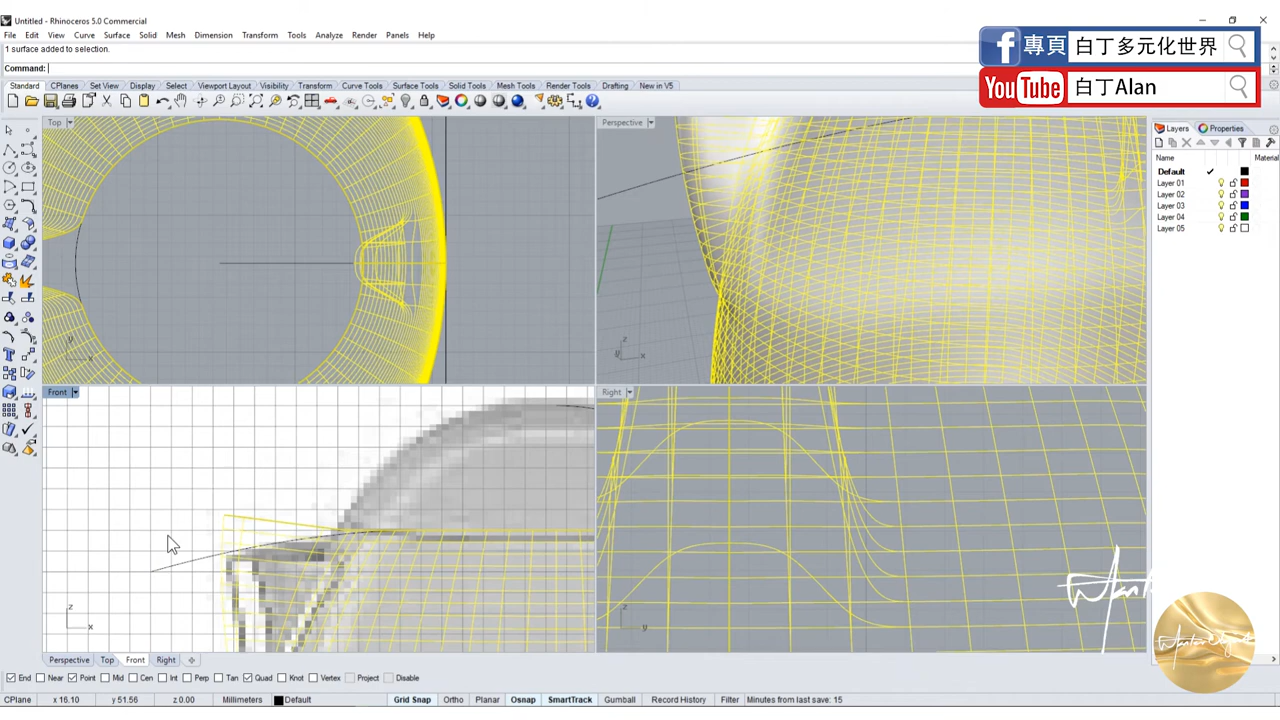 Untitled - Rhinoceros 5.0 Commercial
File Edit View Curve Surface Solid Mesh Dimension Transform Tools Analyze Render Panels Help
1 surface added to selection.
Command:
專頁 白丁多元化世界
YouTube 白丁Alan
Standard CPlanes Set View Display Select Viewport Layout Visibility Transform Curve Tools Surface Tools Solid Tools Mesh Tools Render Tools Drafting New in V5
Top
Perspective
Layers Properties
Name Material
Default
Layer 01
Layer 02
Layer 03
Layer 04
Layer 05
y
x
z
y x
Front
Right
z
x
z
y
Perspective Top Front Right
End Near Point Mid Cen Int Perp Tan Quad Knot Vertex Project Disable
CPlane x 16.10 y 51.56 z 0.00 Millimeters Default Grid Snap Ortho Planar Osnap SmartTrack Gumball Record History Filter Minutes from last save: 15